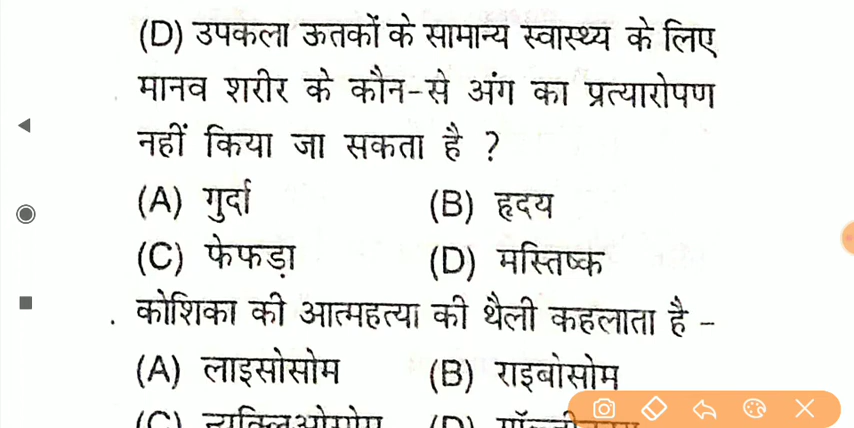 (D) उपकला ऊतकों के सामान्य स्वास्थ्य के लिए
मानव शरीर के कौन-से अंग का प्रत्यारोपण
नहीं किया जा सकता है ?
(A) गुर्दा (B) हृदय
(C) फेफड़ा (D) मस्तिष्क
. कोशिका की आत्महत्या की थैली कहलाता है –
(A) लाइसोसोम (B) राइबोसोम
(C) (D)